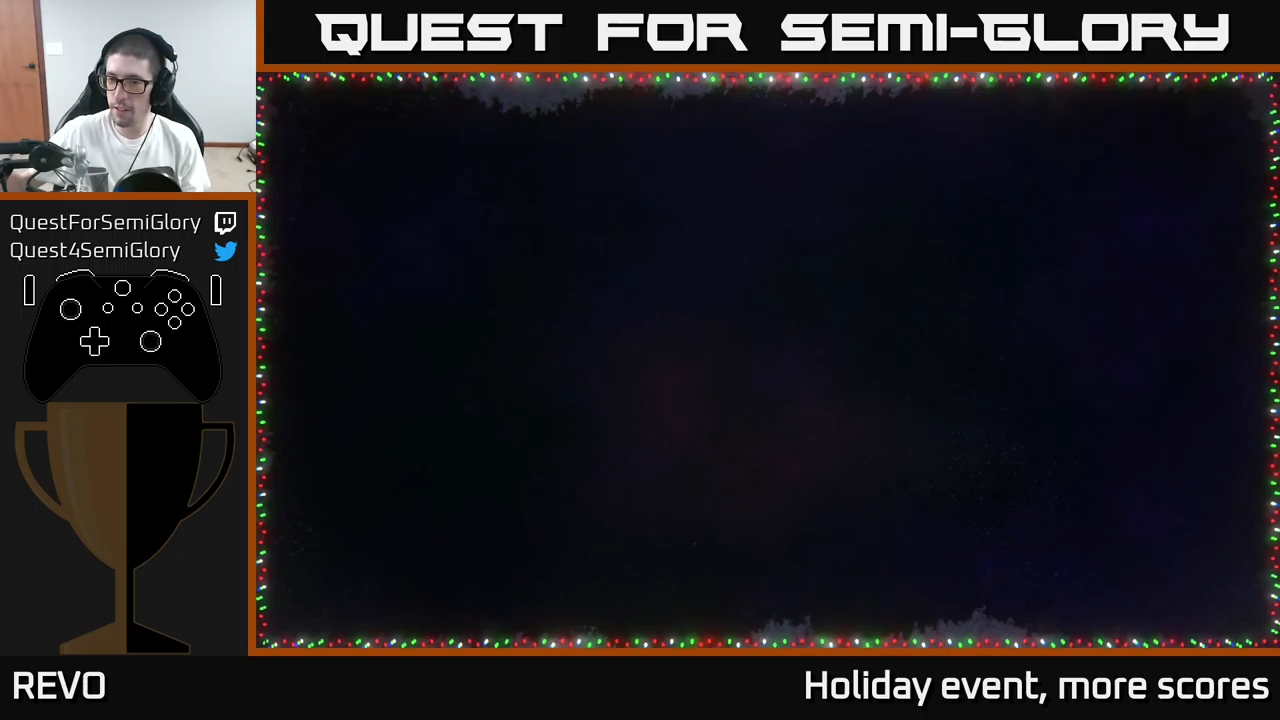 QUEST FOR SEMI-GLORY
QuestForSemiGlory
Quest4SemiGlory
REVO
Holiday event, more scores